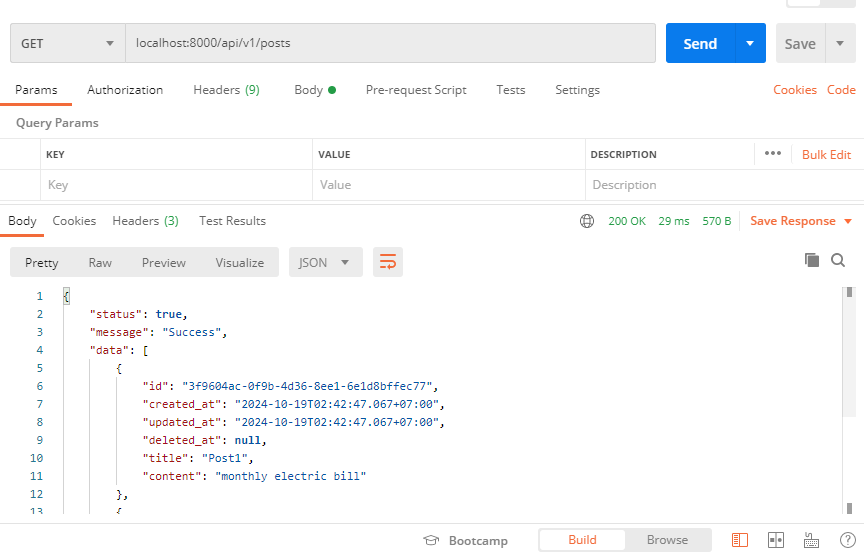 GET localhost:8000/api/v1/posts Send Save
Params Authorization Headers (9) Body Pre-request Script Tests Settings Cookies Code
Query Params
KEY VALUE DESCRIPTION ••• Bulk Edit
Key Value Description
Body Cookies Headers (3) Test Results 200 OK 29 ms 570 B Save Response
Pretty Raw Preview Visualize JSON
1 {
2 "status": true,
3 "message": "Success",
4 "data": [
5 {
6 "id": "3f9604ac-0f9b-4d36-8ee1-6e1d8bffec77",
7 "created_at": "2024-10-19T02:42:47.067+07:00",
8 "updated_at": "2024-10-19T02:42:47.067+07:00",
9 "deleted_at": null,
10 "title": "Post1",
11 "content": "monthly electric bill"
12 },
13 {
Bootcamp Build Browse ?